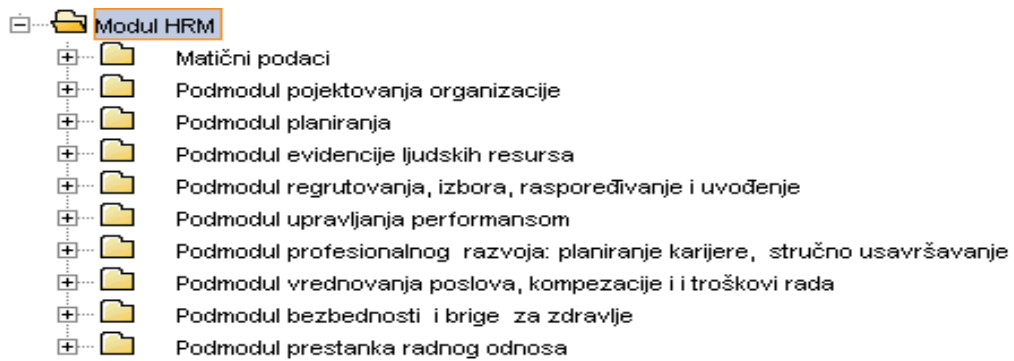 Modul HRM
Matični podaci
Podmodul pojektovanja organizacije
Podmodul planiranja
Podmodul evidencije ljudskih resursa
Podmodul regrutovanja, izbora, raspoređivanje i uvođenje
Podmodul upravljanja performansom
Podmodul profesionalnog razvoja: planiranje karijere, stručno usavršavanje
Podmodul vrednovanja poslova, kompezacije i i troškovi rada
Podmodul bezbednosti i brige za zdravlje
Podmodul prestanka radnog odnosa